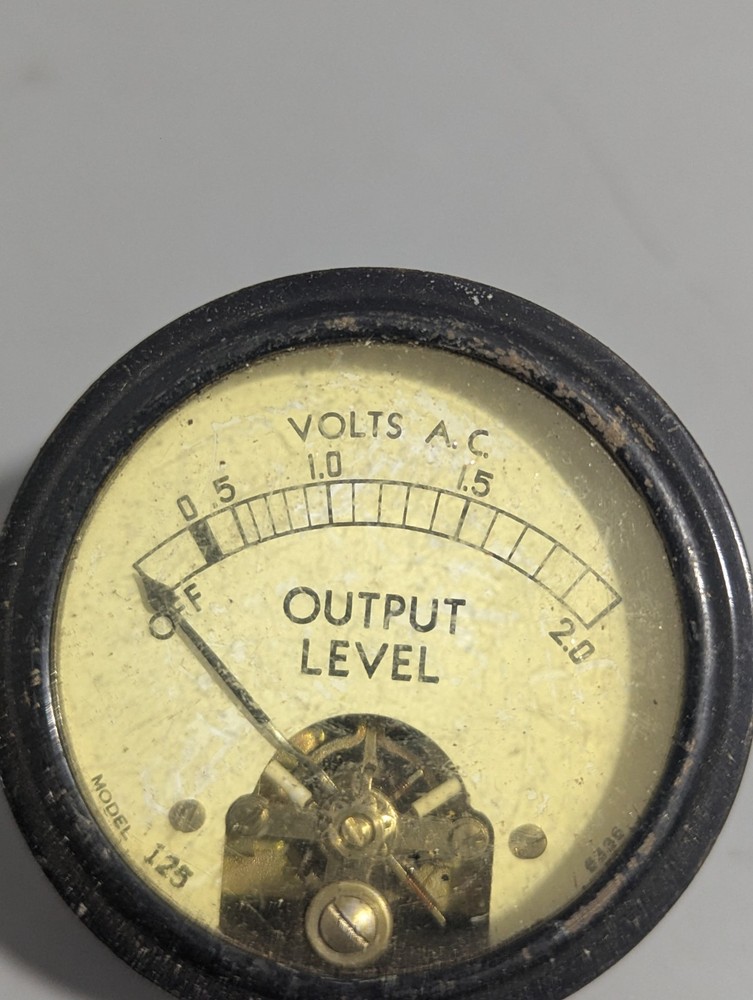 VOLTS A.C.
0 .5 1.0 1.5 2.0
OFF
OUTPUT
LEVEL
MODEL 125